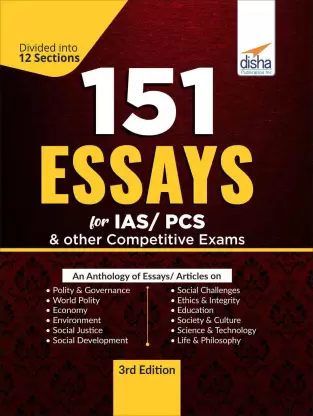 Divided into
12 Sections
disha
Publication Inc
151
ESSAYS
for IAS/ PCS
& other Competitive Exams
An Anthology of Essays/ Articles on
• Polity & Governance
• World Polity
• Economy
• Environment
• Social Justice
• Social Development
• Social Challenges
• Ethics & Integrity
• Education
• Society & Culture
• Science & Technology
• Life & Philosophy
3rd Edition